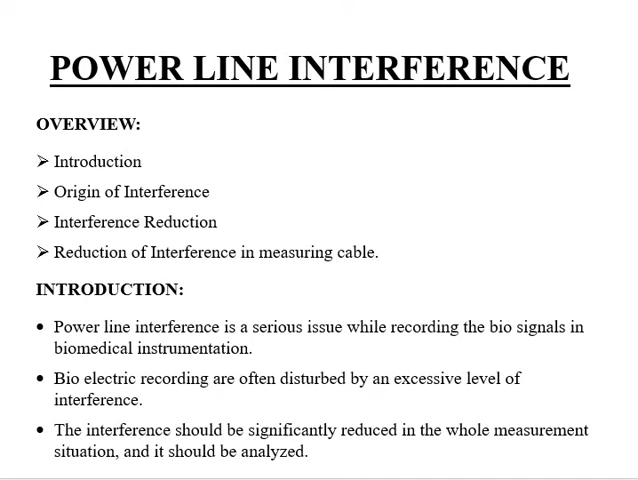 POWER LINE INTERFERENCE
OVERVIEW:
➢ Introduction
➢ Origin of Interference
➢ Interference Reduction
➢ Reduction of Interference in measuring cable.
INTRODUCTION:
• Power line interference is a serious issue while recording the bio signals in
biomedical instrumentation.
• Bio electric recording are often disturbed by an excessive level of
interference.
• The interference should be significantly reduced in the whole measurement
situation, and it should be analyzed.